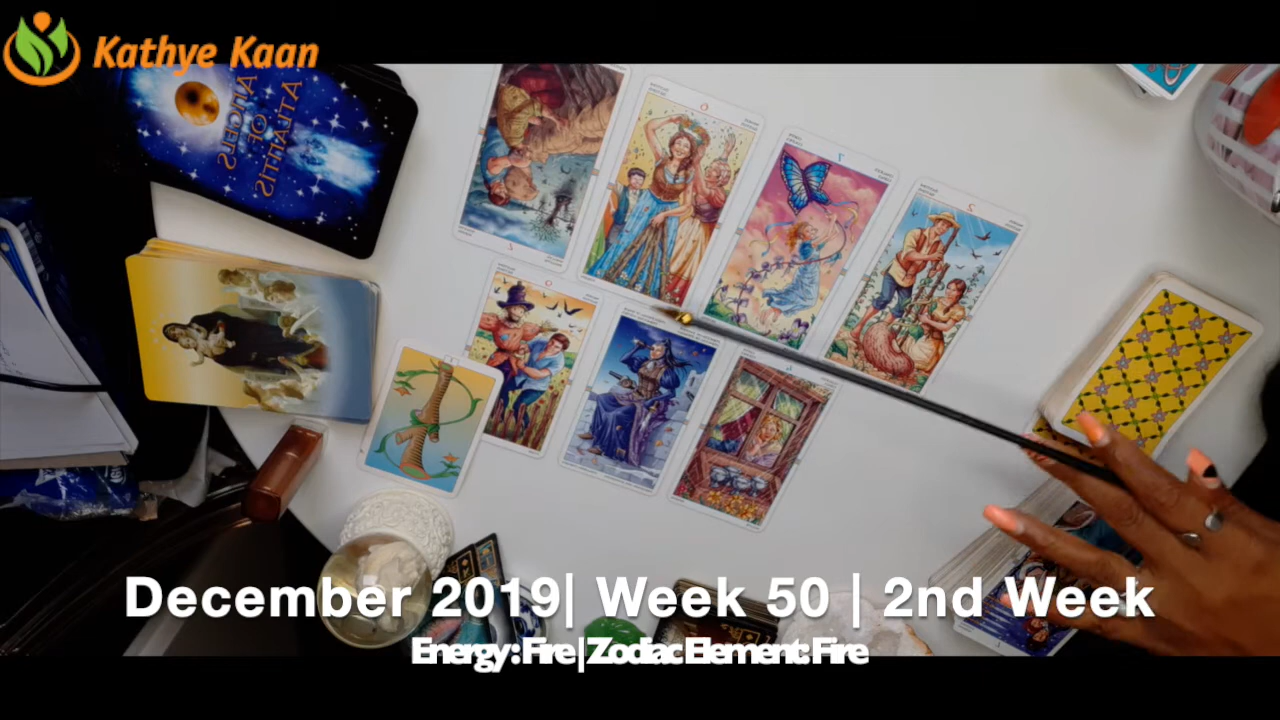 Kathye Kaan
ANGELS
OF
ATLANTIS
December 2019| Week 50 | 2nd Week
Energy: Fire | Zodiac Element: Fire